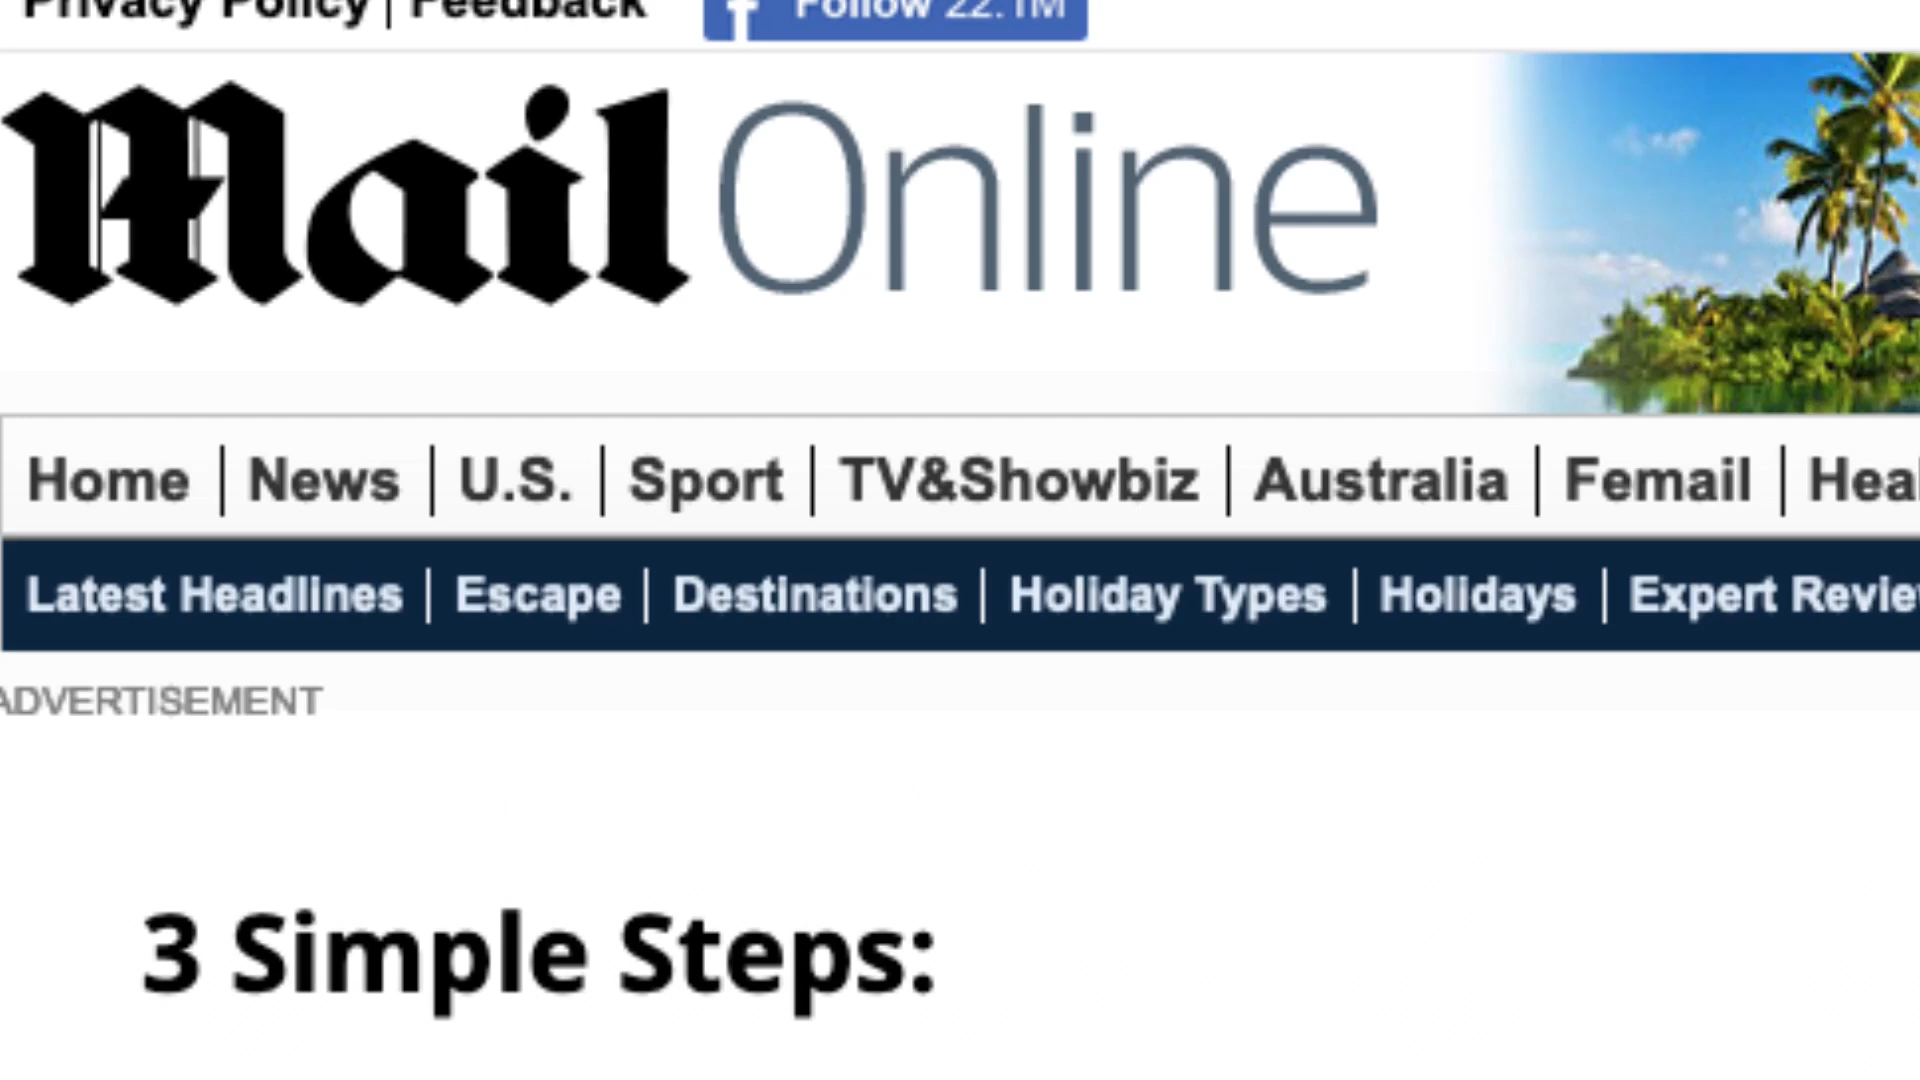 Privacy Policy | Feedback
Follow 22.1M
Mail Online
Home | News | U.S. | Sport | TV&Showbiz | Australia | Femail |
Latest Headlines | Escape | Destinations | Holiday Types | Holidays | Expert
ADVERTISEMENT
3 Simple Steps: